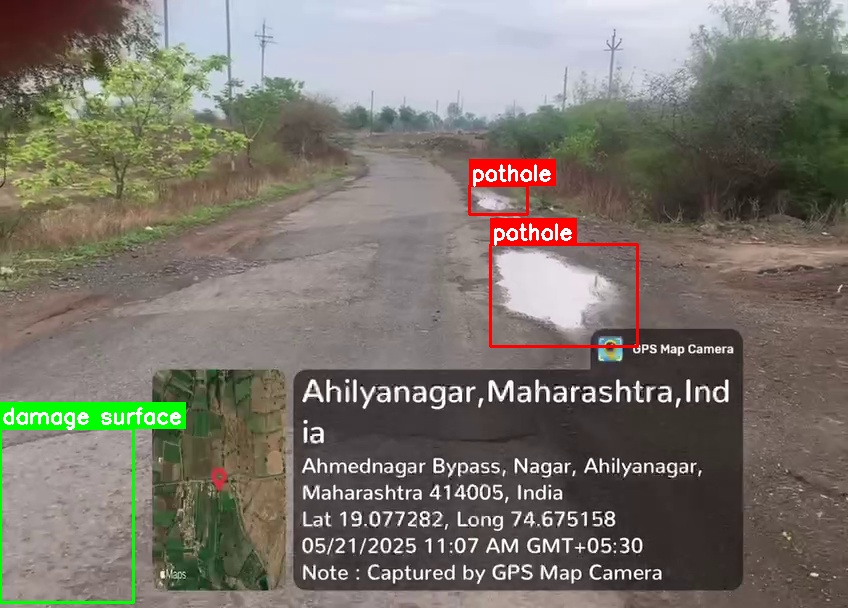 pothole
pothole
GPS Map Camera
damage surface
Ahilyanagar,Maharashtra,Ind
ia
Ahmednagar Bypass, Nagar, Ahilyanagar,
Maharashtra 414005, India
Lat 19.077282, Long 74.675158
05/21/2025 11:07 AM GMT+05:30
Note : Captured by GPS Map Camera
Maps